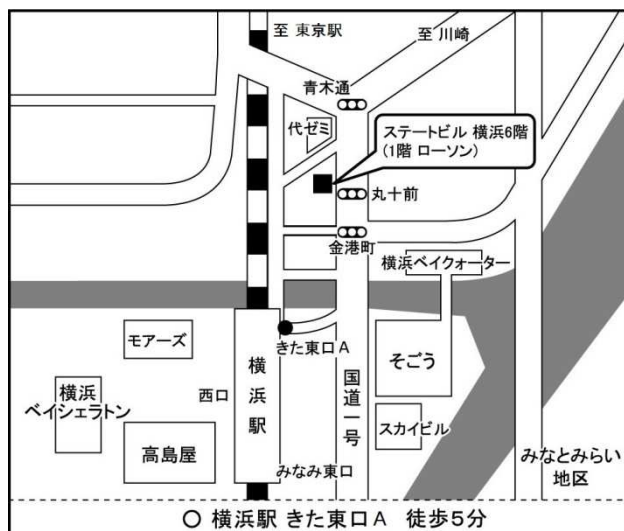 至 東京駅
至 川崎
青木通
代ゼミ
ステートビル 横浜6階
(1階 ローソン)
丸十前
金港町
横浜ベイクォーター
きた東口 A
モアーズ
横浜駅
国道一号
そごう
西口
横浜
ベイシェラトン
スカイビル
高島屋
みなみ東口
みなとみらい
地区
横浜駅 きた東口A 徒歩5分